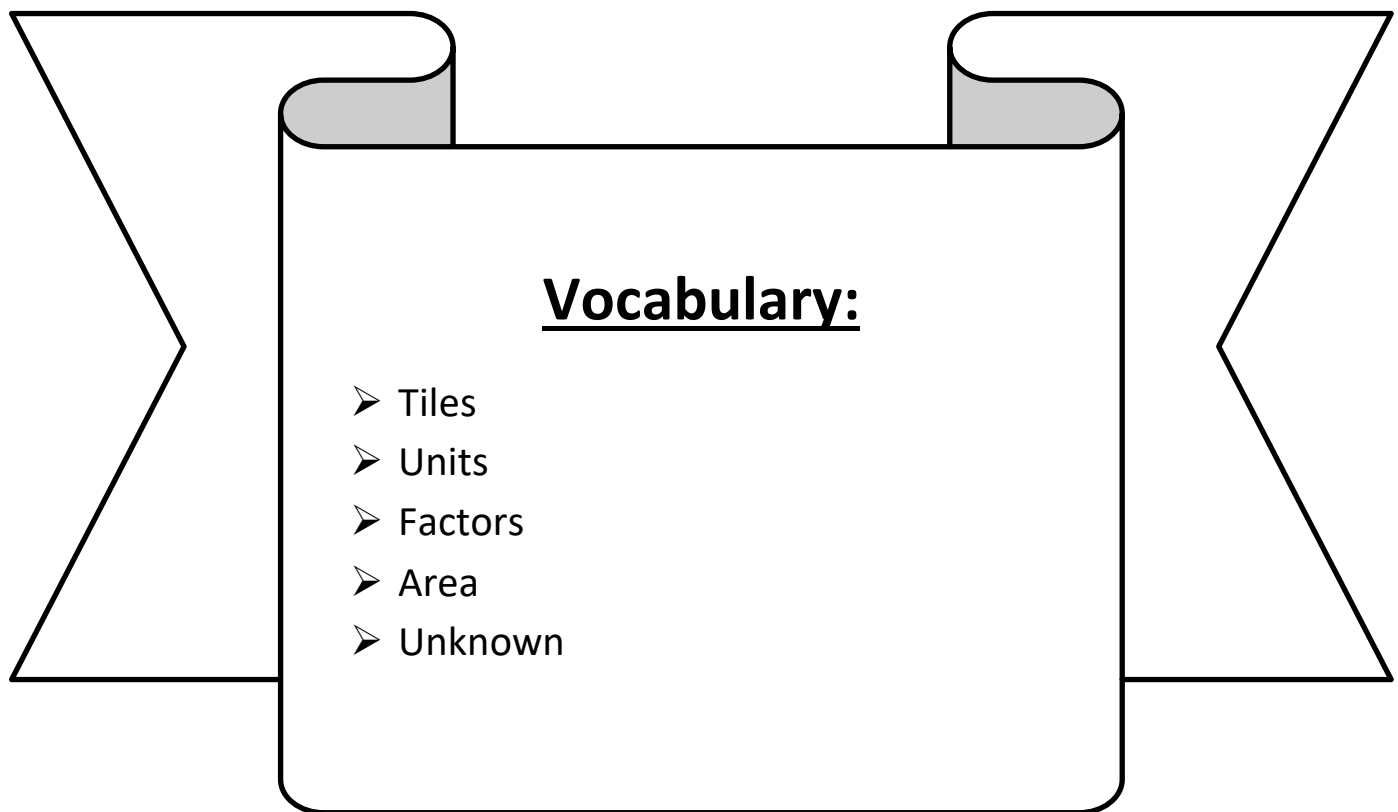 Vocabulary:
➢ Tiles
➢ Units
➢ Factors
➢ Area
➢ Unknown